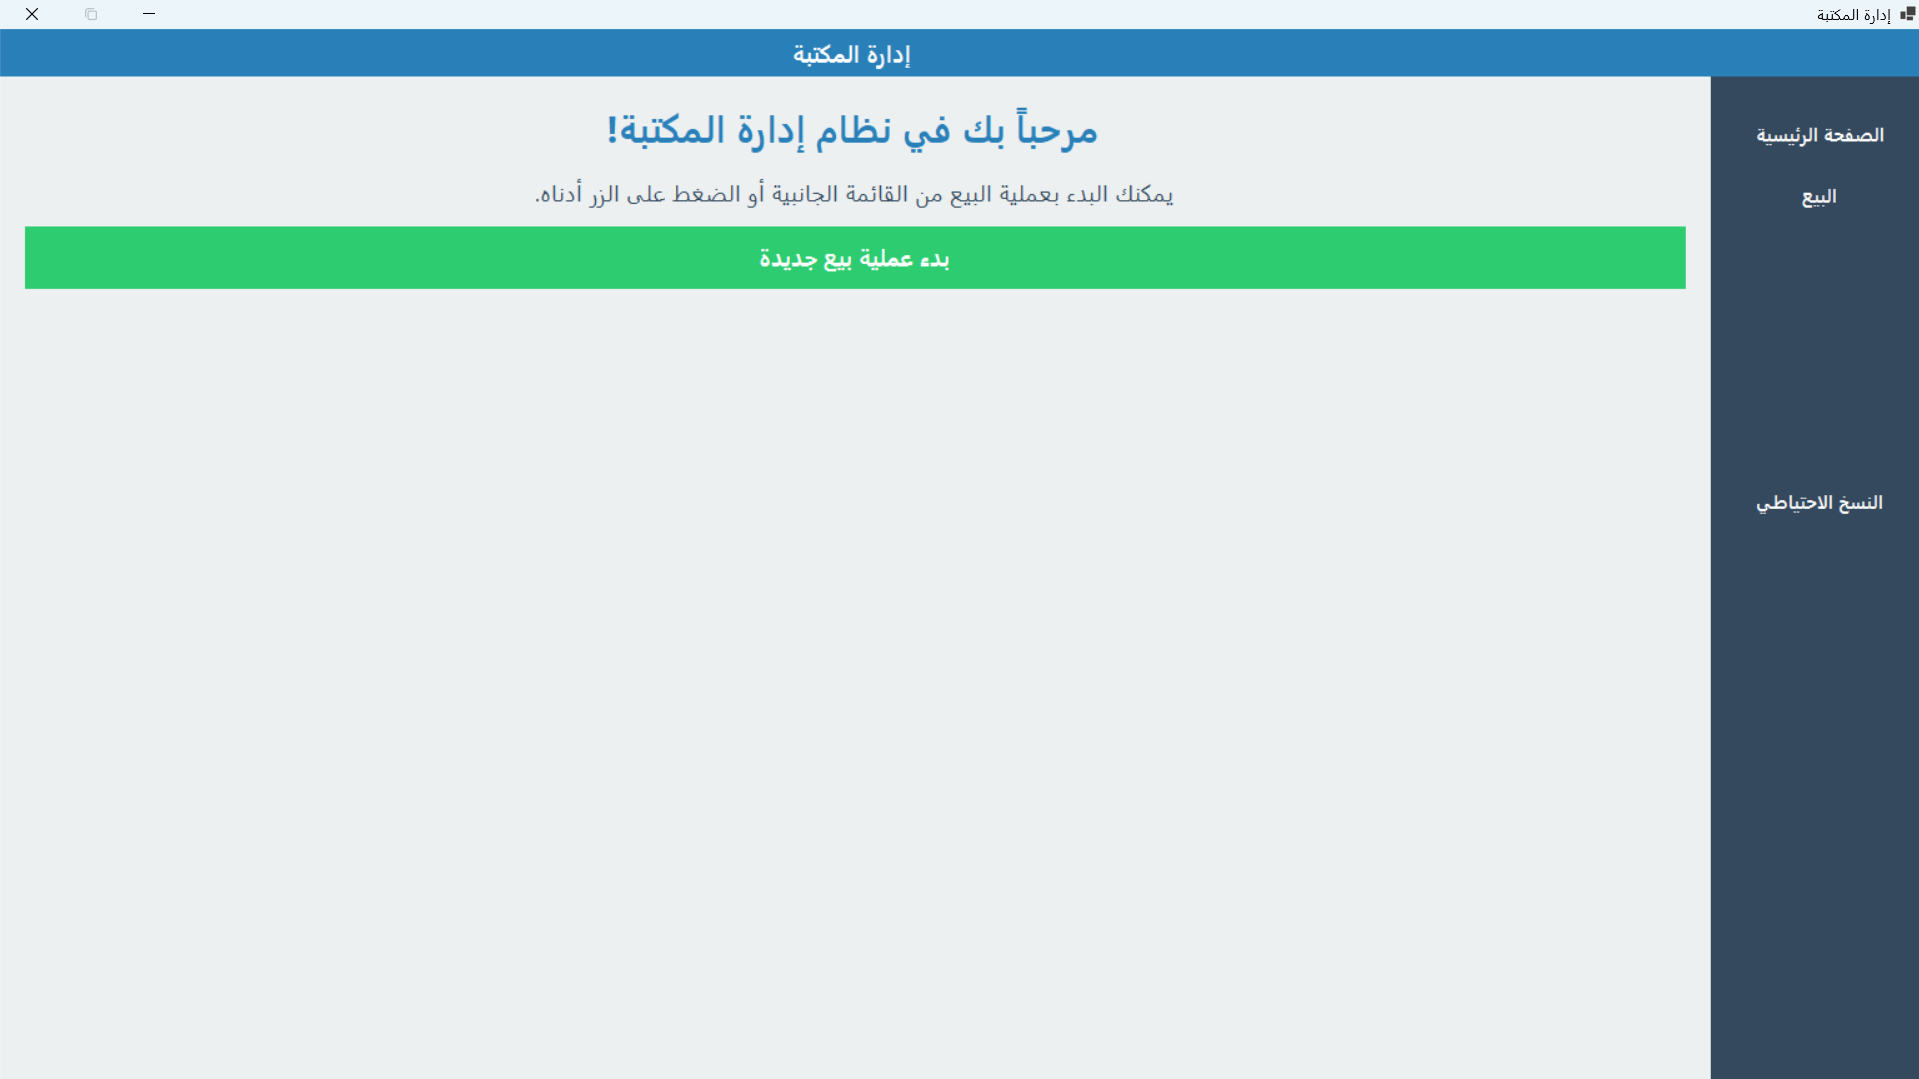 إدارة المكتبة
إدارة المكتبة
الصفحة الرئيسية
البيع
النسخ الاحتياطي
مرحباً بك في نظام إدارة المكتبة!
يمكنك البدء بعملية البيع من القائمة الجانبية أو الضغط على الزر أدناه.
بدء عملية بيع جديدة